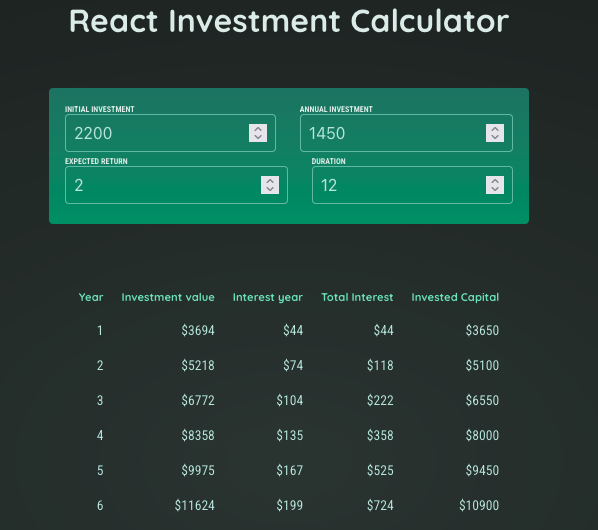 React Investment Calculator
INITIAL INVESTMENT ANNUAL INVESTMENT
2200 1450
EXPECTED RETURN DURATION
2 12
Year Investment value Interest year Total Interest Invested Capital
1 $3694 $44 $44 $3650
2 $5218 $74 $118 $5100
3 $6772 $104 $222 $6550
4 $8358 $135 $358 $8000
5 $9975 $167 $525 $9450
6 $11624 $199 $724 $10900